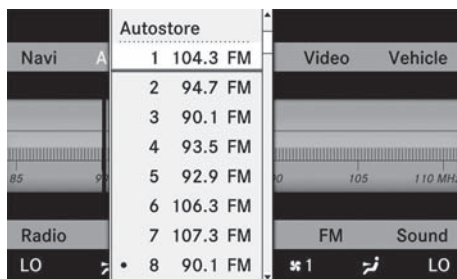 Autostore
Navi A 1 104.3 FM Video Vehicle
2 94.7 FM
3 90.1 FM
4 93.5 FM
5 92.9 FM
85 105 110 MHz
6 106.3 FM
Radio 7 107.3 FM FM Sound
LO • 8 90.1 FM 1 LO